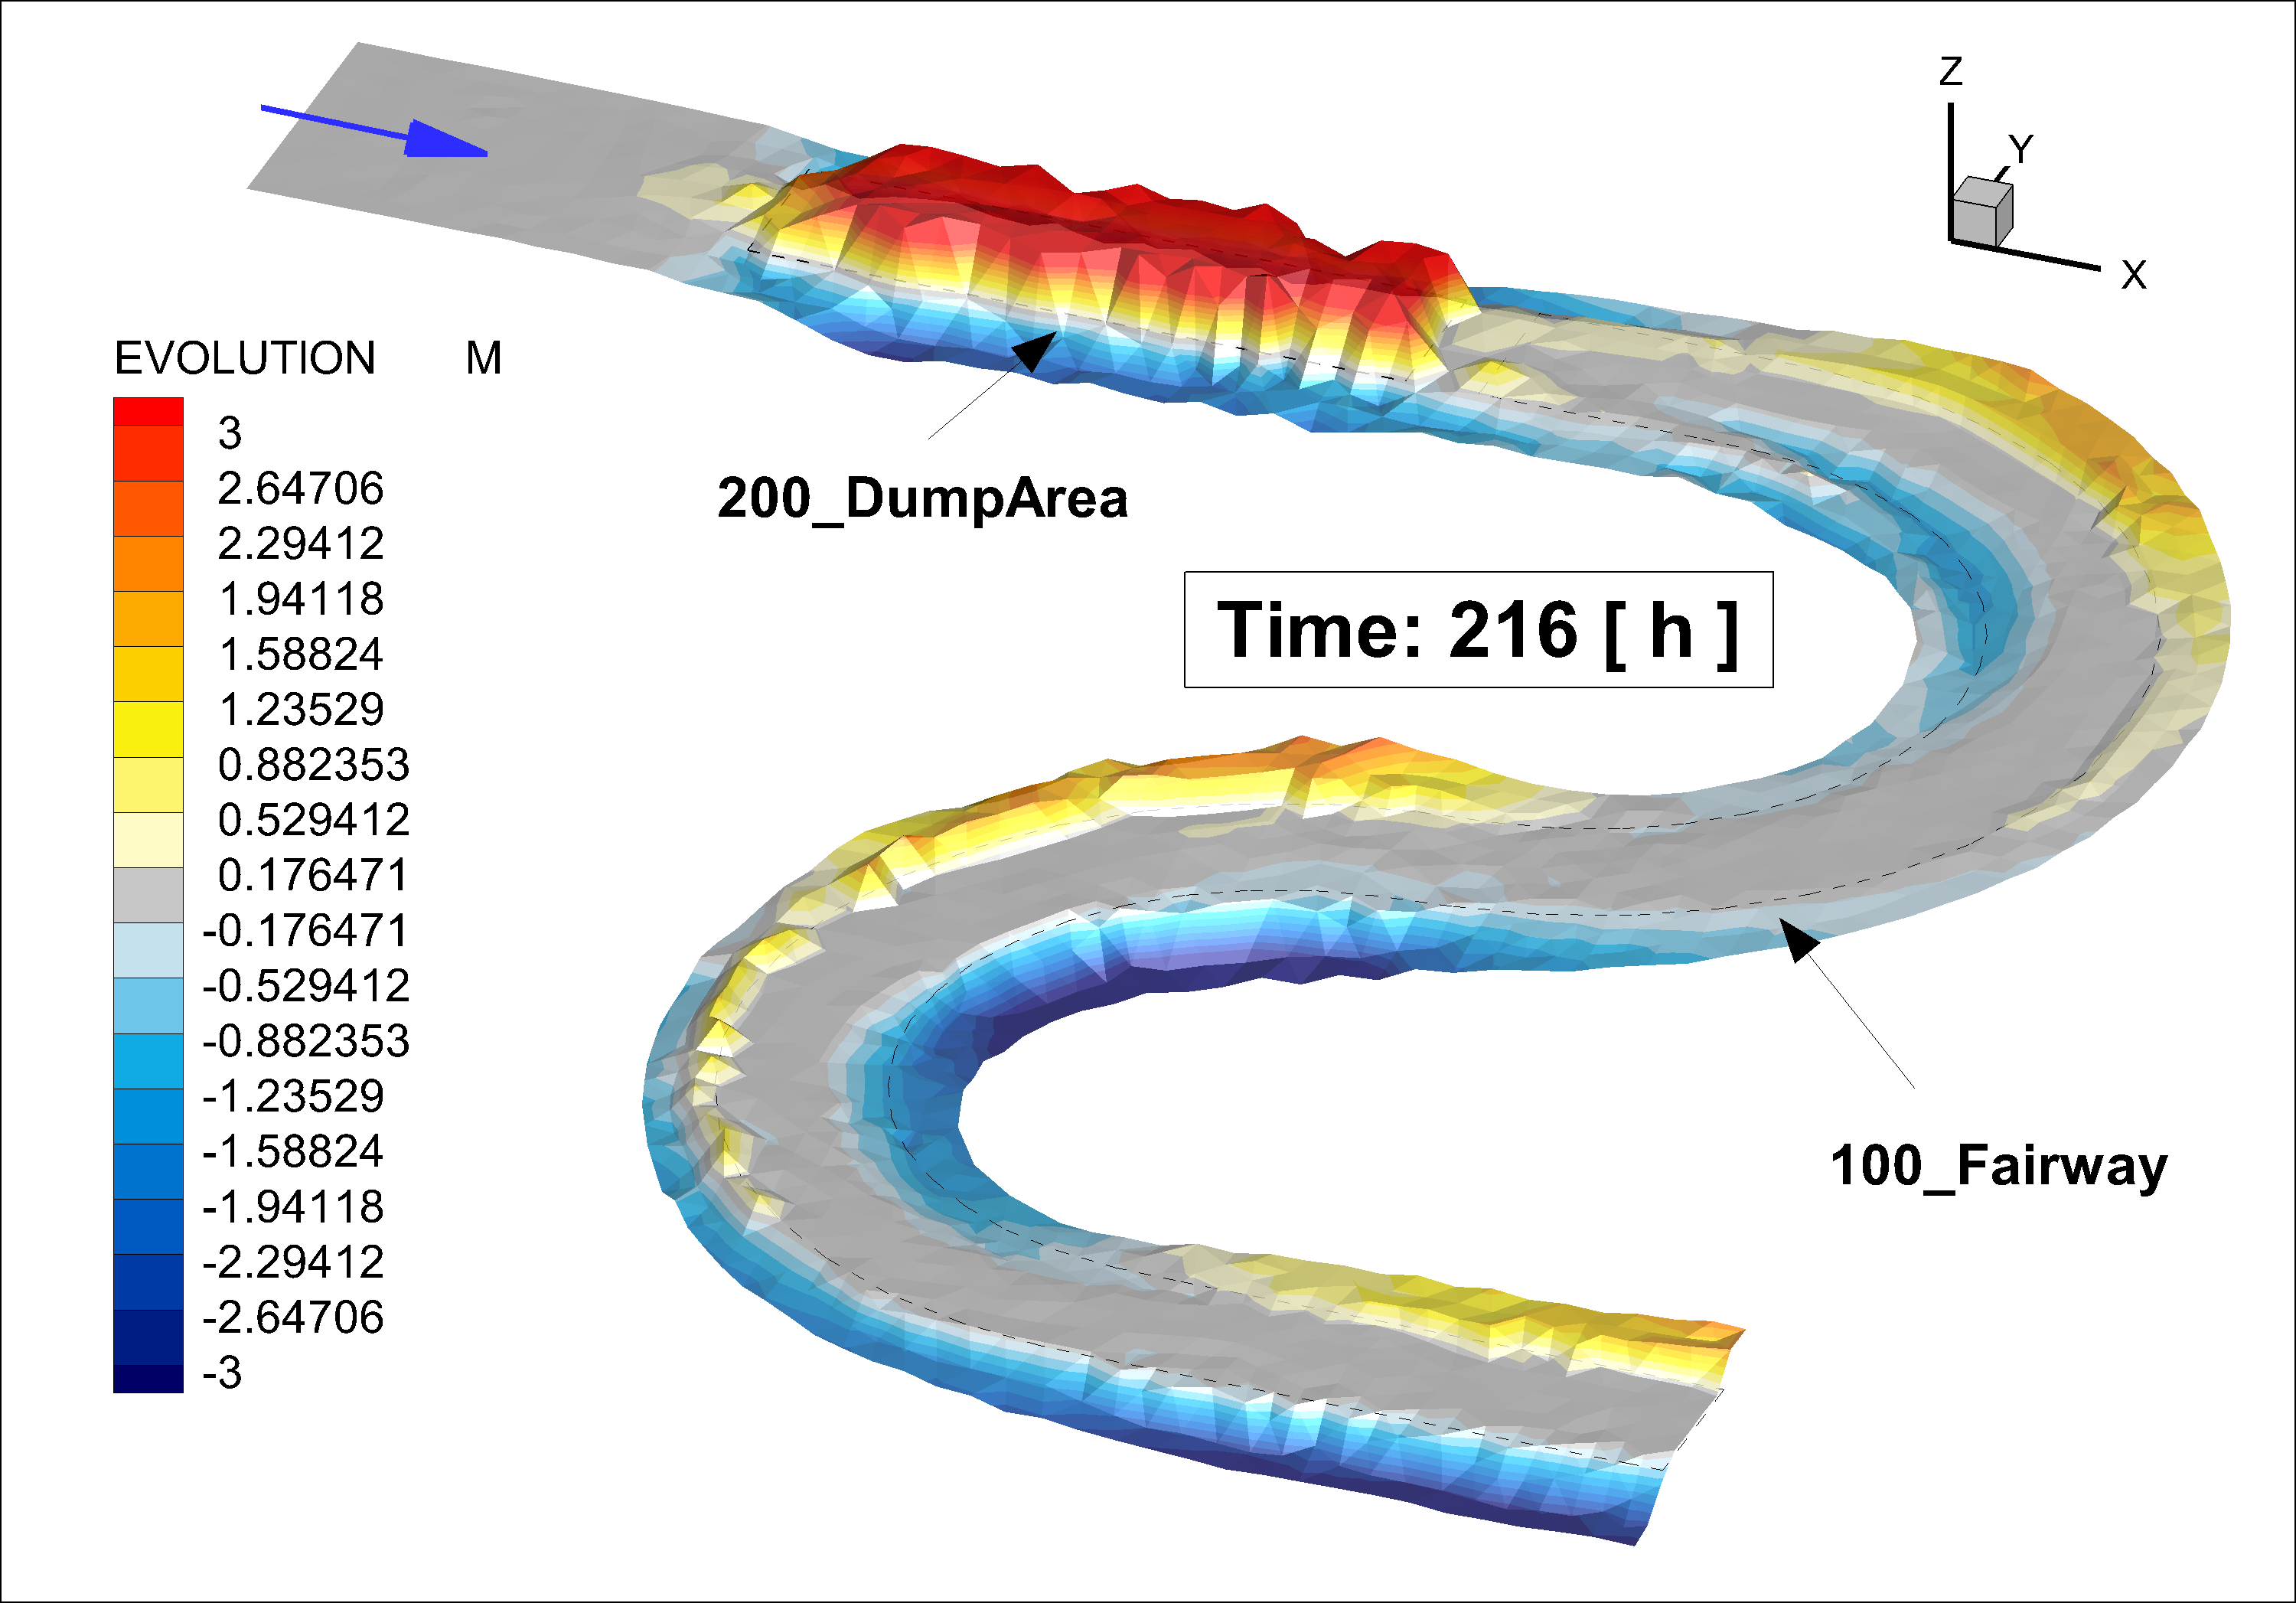 Z
Y
X
EVOLUTION M
3
2.64706
2.29412
1.94118
1.58824
1.23529
0.882353
0.529412
0.176471
-0.176471
-0.529412
-0.882353
-1.23529
-1.58824
-1.94118
-2.29412
-2.64706
-3
200_DumpArea
Time: 216 [ h ]
100_Fairway